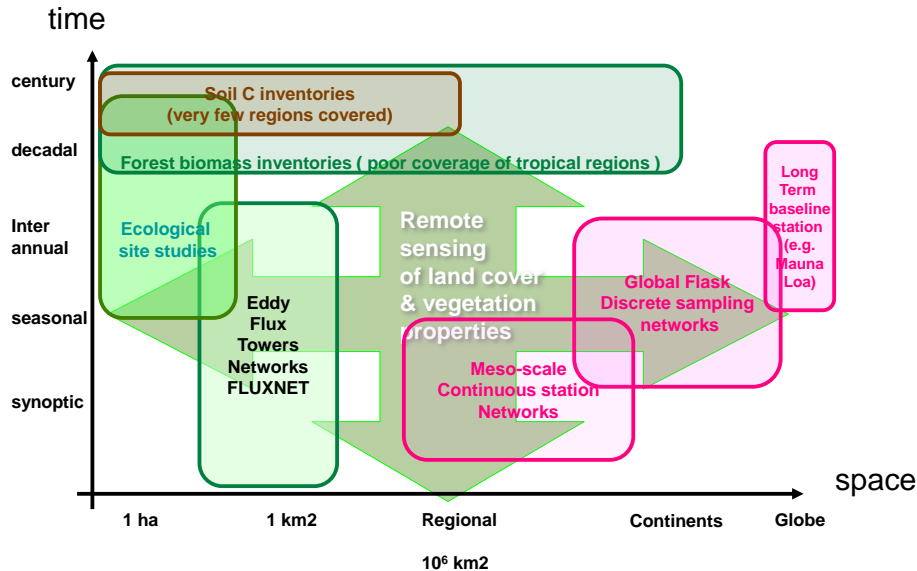 time
century
decadal
Inter
annual
seasonal
synoptic
Soil C inventories
(very few regions covered)
Forest biomass inventories ( poor coverage of tropical regions )
Ecological
site studies
Eddy
Flux
Towers
Networks
FLUXNET
Remote
sensing
of land cover
& vegetation
properties
Meso-scale
Continuous station
Networks
Global Flask
Discrete sampling
networks
Long
Term
baseline
station
(e.g.
Mauna
Loa)
space
1 ha
1 km2
Regional
Continents
Globe
10⁶ km2